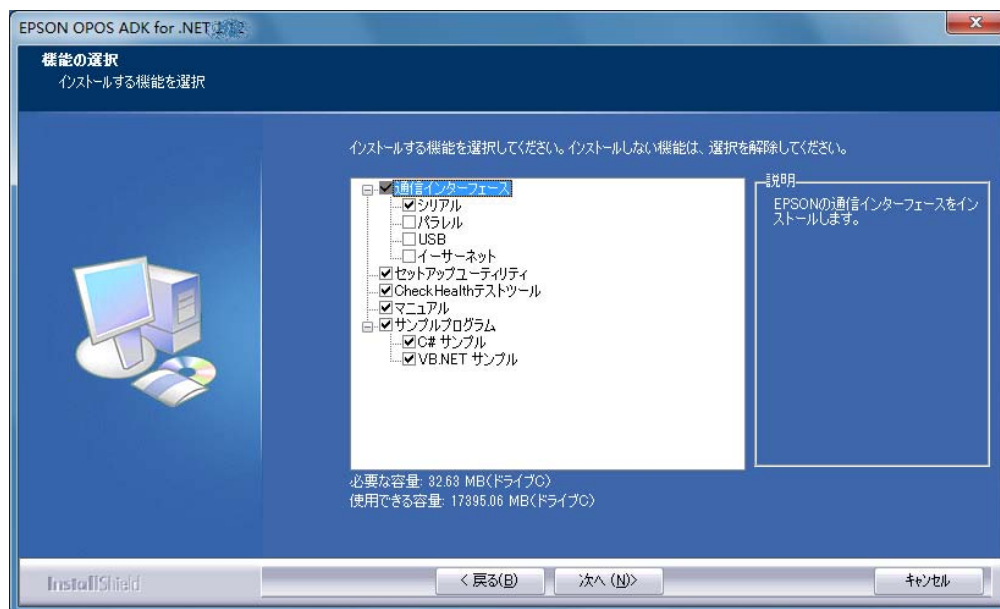 EPSON OPOS ADK for .NET
機能の選択
インストールする機能を選択
インストールする機能を選択してください。インストールしない機能は、選択を解除してください。
通信インターフェース
シリアル
パラレル
USB
イーサーネット
セットアップユーティリティ
CheckHealthテストツール
マニュアル
サンプルプログラム
C# サンプル
VB.NET サンプル
説明
EPSONの通信インターフェースをイン
ストールします。
必要な容量: 32.63 MB(ドライブC)
使用できる容量: 17395.06 MB(ドライブC)
InstallShield
< 戻る(B)
次へ (N)>
キャンセル